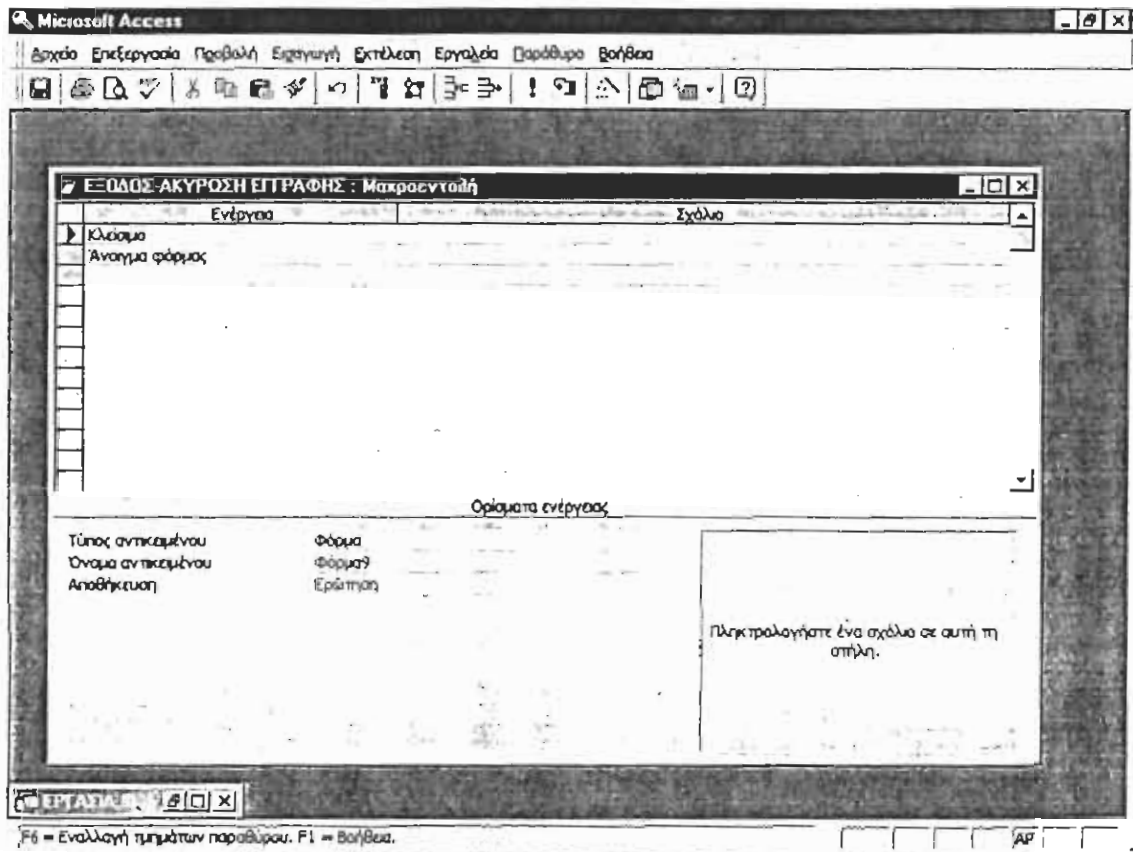 Microsoft Access
Αρχείο Επεξεργασία Προβολή Εισαγωγή Εκτέλεση Εργαλεία Παράθυρο Βοήθεια
ΕΞΟΔΟΣ-ΑΚΥΡΩΣΗ ΕΓΓΡΑΦΗΣ : Μακροεντολή
Ενέργεια Σχόλιο
Κλείσιμο
Άνοιγμα φόρμας
Ορίσματα ενέργειας
Τύπος αντικειμένου Φόρμα
Όνομα αντικειμένου Φόρμα9
Αποθήκευση Ερώτηση
Πληκτρολογήστε ένα σχόλιο σε αυτή τη
στήλη.
ΕΡΓΑΣΙΑ
F6 = Εναλλαγή τμημάτων παραθύρου. F1 = Βοήθεια.
ΑΡ